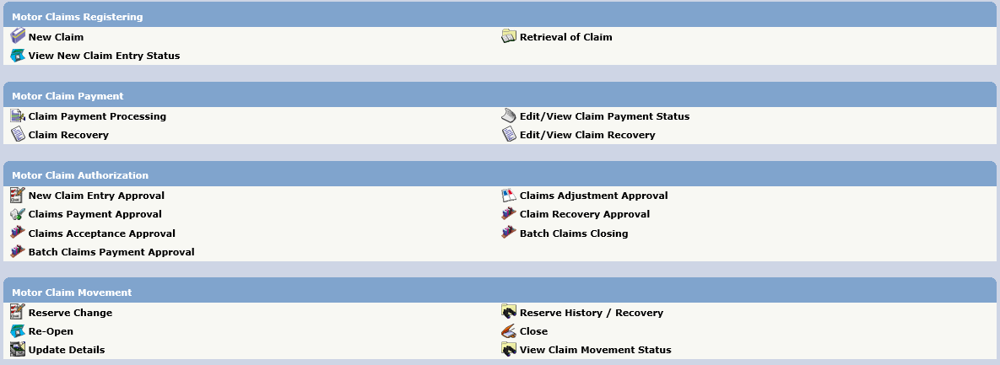 Motor Claims Registering
New Claim
Retrieval of Claim
View New Claim Entry Status
Motor Claim Payment
Claim Payment Processing
Edit/View Claim Payment Status
Claim Recovery
Edit/View Claim Recovery
Motor Claim Authorization
New Claim Entry Approval
Claims Adjustment Approval
Claims Payment Approval
Claim Recovery Approval
Claims Acceptance Approval
Batch Claims Closing
Batch Claims Payment Approval
Motor Claim Movement
Reserve Change
Reserve History / Recovery
Re-Open
Close
Update Details
View Claim Movement Status